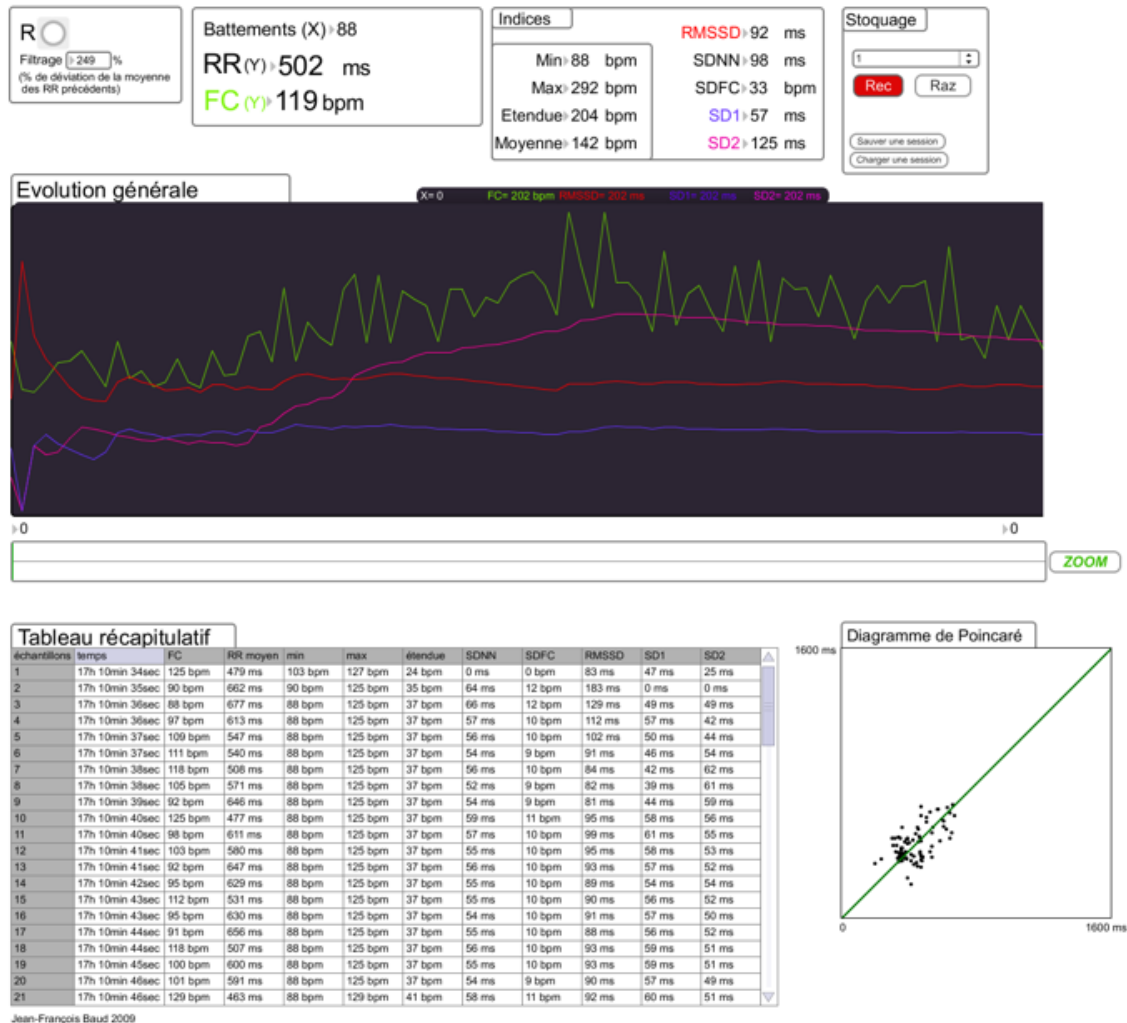 R
Filtrage 249 %
(% de déviation de la moyenne
des RR précédents)
Battements (X) 88
RR (Y) 502 ms
FC (Y) 119 bpm
Indices
Min 88 bpm
Max 292 bpm
Etendue 204 bpm
Moyenne 142 bpm
RMSSD 92 ms
SDNN 98 ms
SDFC 33 bpm
SD1 57 ms
SD2 125 ms
Stoquage
1
Rec Raz
Sauver une session
Charger une session
Evolution générale
X= 0 FC= 202 bpm RMSSD= 202 ms SD1= 202 ms SD2= 202 ms
0 0
ZOOM
Tableau récapitulatif
échantillons temps FC RR moyen min max étendue SDNN SDFC RMSSD SD1 SD2
1 17h 10min 34sec 125 bpm 479 ms 103 bpm 127 bpm 24 bpm 0 ms 0 bpm 83 ms 47 ms 25 ms
2 17h 10min 35sec 90 bpm 662 ms 90 bpm 125 bpm 35 bpm 64 ms 12 bpm 183 ms 0 ms 0 ms
3 17h 10min 36sec 88 bpm 677 ms 88 bpm 125 bpm 37 bpm 66 ms 12 bpm 129 ms 49 ms 49 ms
4 17h 10min 36sec 97 bpm 613 ms 88 bpm 125 bpm 37 bpm 57 ms 10 bpm 112 ms 57 ms 42 ms
5 17h 10min 37sec 109 bpm 547 ms 88 bpm 125 bpm 37 bpm 56 ms 10 bpm 102 ms 50 ms 44 ms
6 17h 10min 37sec 111 bpm 540 ms 88 bpm 125 bpm 37 bpm 54 ms 9 bpm 91 ms 46 ms 54 ms
7 17h 10min 38sec 118 bpm 508 ms 88 bpm 125 bpm 37 bpm 56 ms 10 bpm 84 ms 42 ms 62 ms
8 17h 10min 38sec 105 bpm 571 ms 88 bpm 125 bpm 37 bpm 52 ms 9 bpm 82 ms 39 ms 61 ms
9 17h 10min 39sec 92 bpm 646 ms 88 bpm 125 bpm 37 bpm 54 ms 9 bpm 81 ms 44 ms 59 ms
10 17h 10min 40sec 125 bpm 477 ms 88 bpm 125 bpm 37 bpm 59 ms 11 bpm 95 ms 58 ms 56 ms
11 17h 10min 40sec 98 bpm 611 ms 88 bpm 125 bpm 37 bpm 57 ms 10 bpm 99 ms 61 ms 55 ms
12 17h 10min 41sec 103 bpm 580 ms 88 bpm 125 bpm 37 bpm 55 ms 10 bpm 95 ms 58 ms 53 ms
13 17h 10min 41sec 92 bpm 647 ms 88 bpm 125 bpm 37 bpm 56 ms 10 bpm 93 ms 57 ms 52 ms
14 17h 10min 42sec 95 bpm 629 ms 88 bpm 125 bpm 37 bpm 55 ms 10 bpm 89 ms 54 ms 54 ms
15 17h 10min 43sec 112 bpm 531 ms 88 bpm 125 bpm 37 bpm 55 ms 10 bpm 90 ms 56 ms 52 ms
16 17h 10min 43sec 95 bpm 630 ms 88 bpm 125 bpm 37 bpm 54 ms 10 bpm 91 ms 57 ms 50 ms
17 17h 10min 44sec 91 bpm 656 ms 88 bpm 125 bpm 37 bpm 55 ms 10 bpm 88 ms 56 ms 52 ms
18 17h 10min 44sec 118 bpm 507 ms 88 bpm 125 bpm 37 bpm 56 ms 10 bpm 93 ms 59 ms 51 ms
19 17h 10min 45sec 100 bpm 600 ms 88 bpm 125 bpm 37 bpm 55 ms 10 bpm 93 ms 59 ms 51 ms
20 17h 10min 46sec 101 bpm 591 ms 88 bpm 125 bpm 37 bpm 54 ms 9 bpm 90 ms 57 ms 49 ms
21 17h 10min 46sec 129 bpm 463 ms 88 bpm 129 bpm 41 bpm 58 ms 11 bpm 92 ms 60 ms 51 ms
Jean-François Baud 2009
Diagramme de Poincaré
1600 ms
0 1600 ms